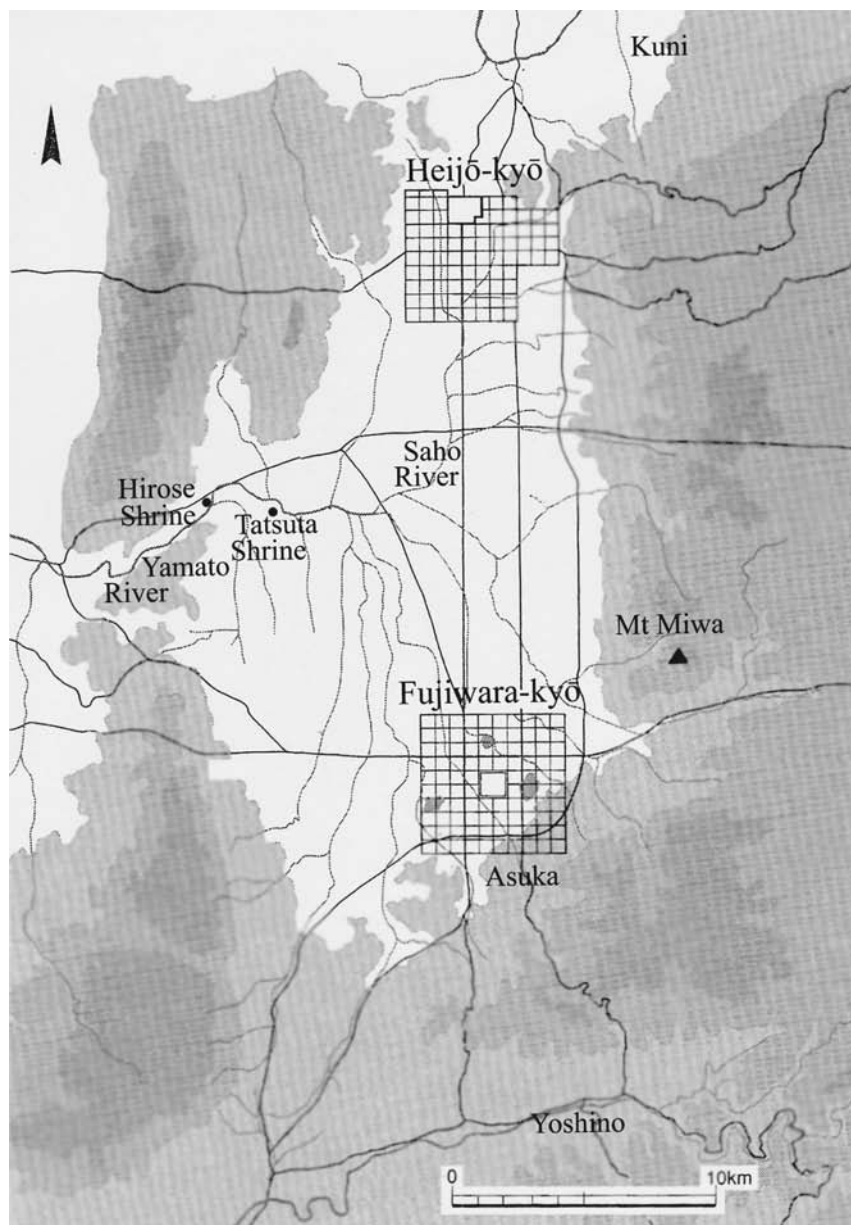 Kuni
Heijō-kyō
Saho
River
Hirose
Shrine
Tatsuta
Shrine
Yamato
River
Mt Miwa
Fujiwara-kyō
Asuka
Yoshino
0
10km